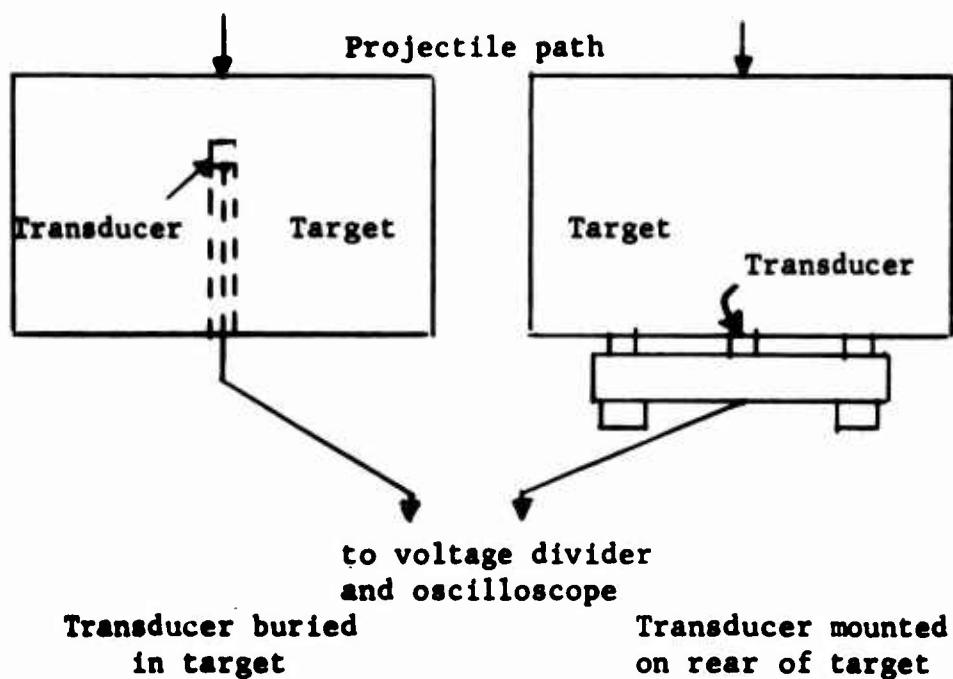 Projectile path
Transducer
Target
Target
Transducer
to voltage divider
and oscilloscope
Transducer buried
in target
Transducer mounted
on rear of target